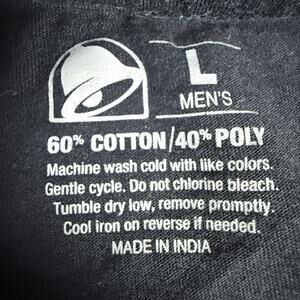 L
MEN'S
60% COTTON/40% POLY
Machine wash cold with like colors.
Gentle cycle. Do not chlorine bleach.
Tumble dry low, remove promptly.
Cool iron on reverse if needed.
MADE IN INDIA